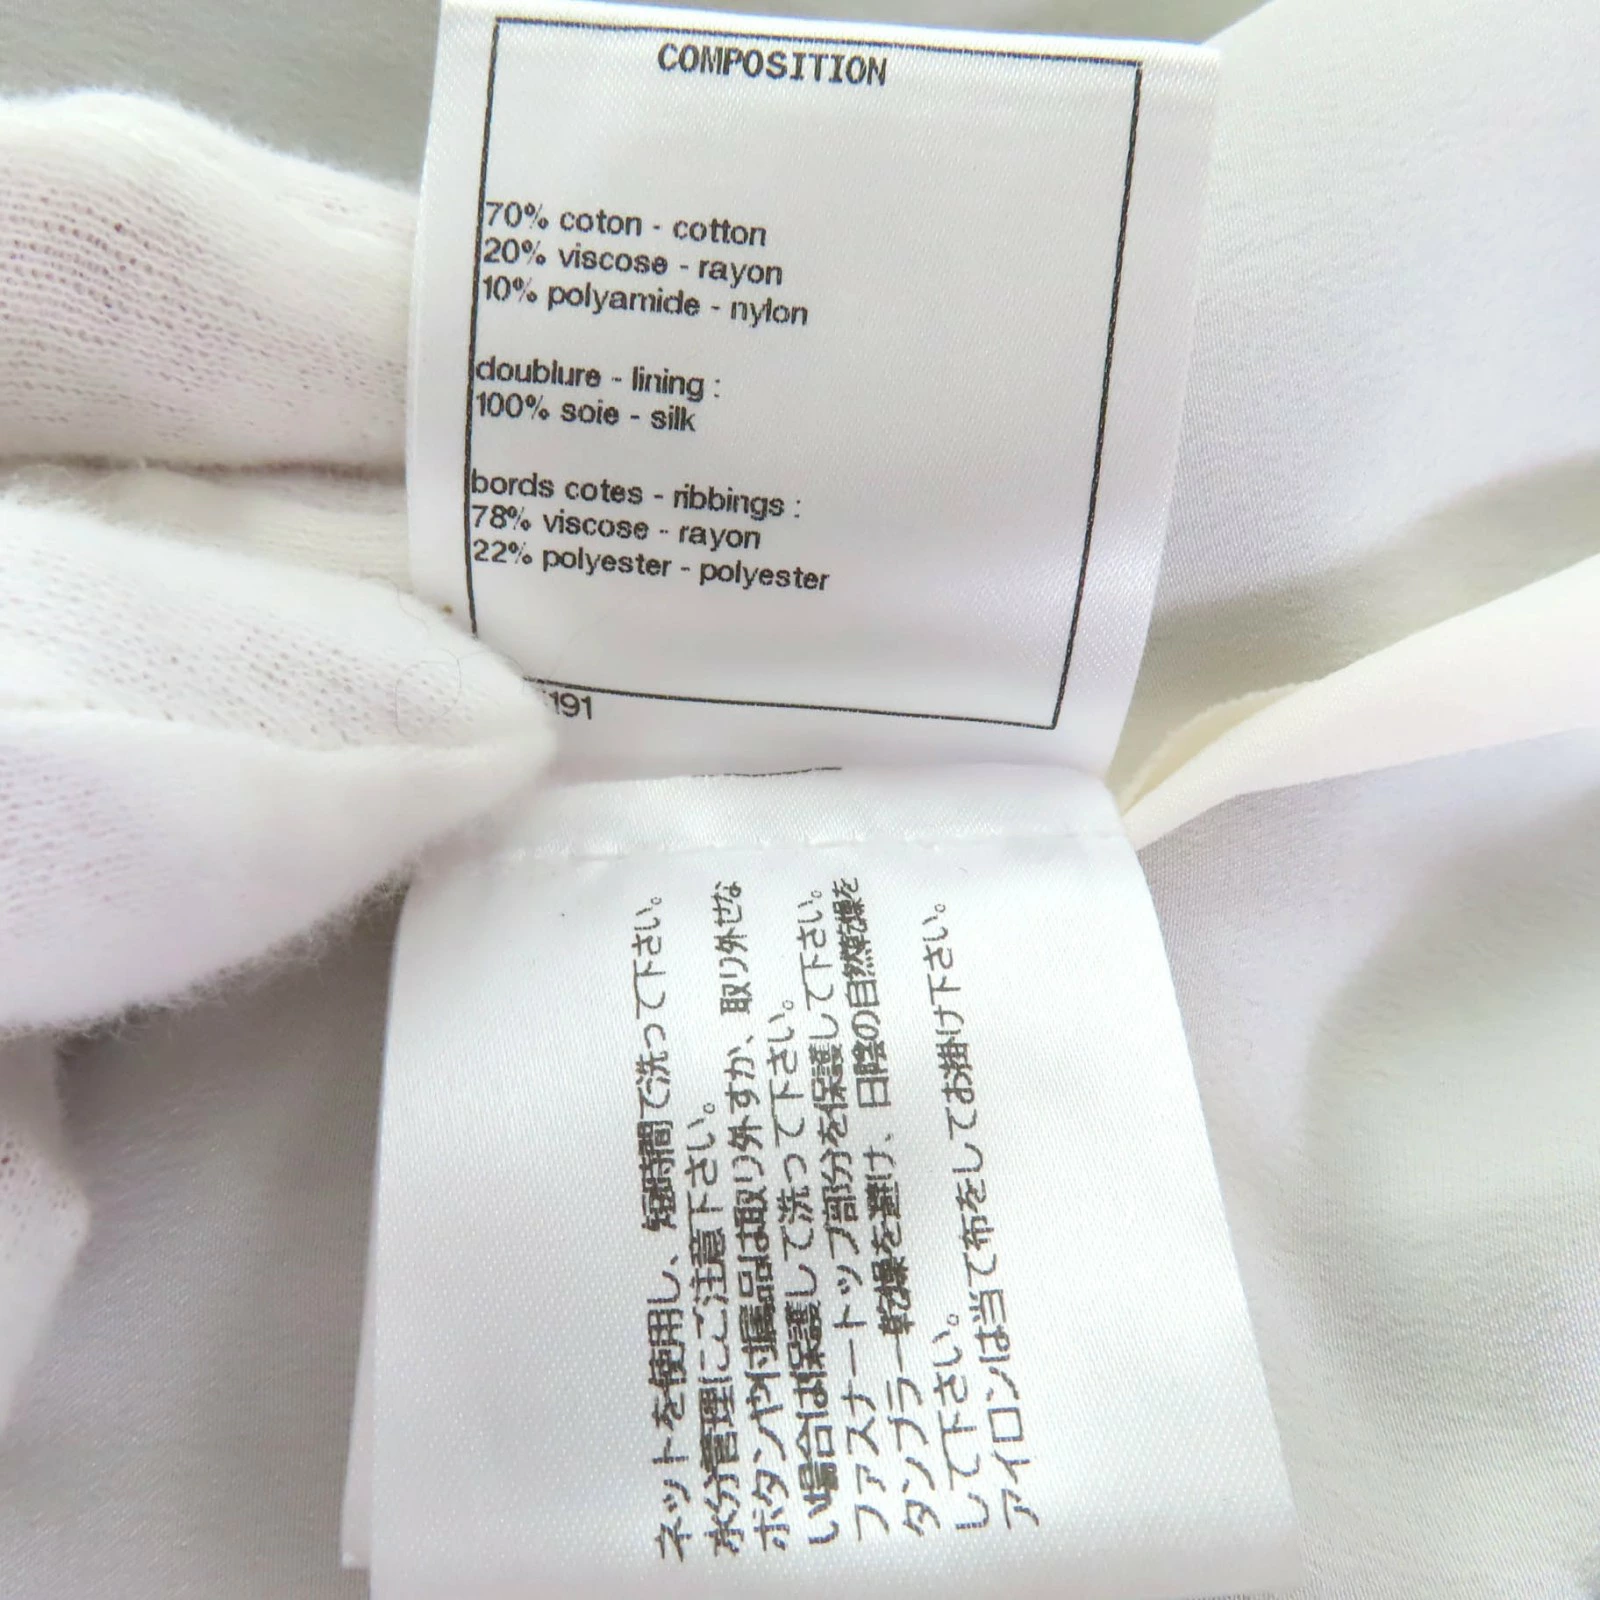 COMPOSITION
70% coton - cotton
20% viscose - rayon
10% polyamide - nylon
doublure - lining :
100% soie - silk
bords cotes - ribbings :
78% viscose - rayon
22% polyester - polyester
191
ネットを使用し、短時間で洗って下さい。
水分管理にご注意下さい。
ボタンや付属品は取り外すか、取り外せな
い場合は保護して洗って下さい。
ファスナートップ部分を保護して下さい。
タンブラー乾燥を避け、日陰の自然乾燥を
して下さい。
アイロンは当て布をしてお掛け下さい。